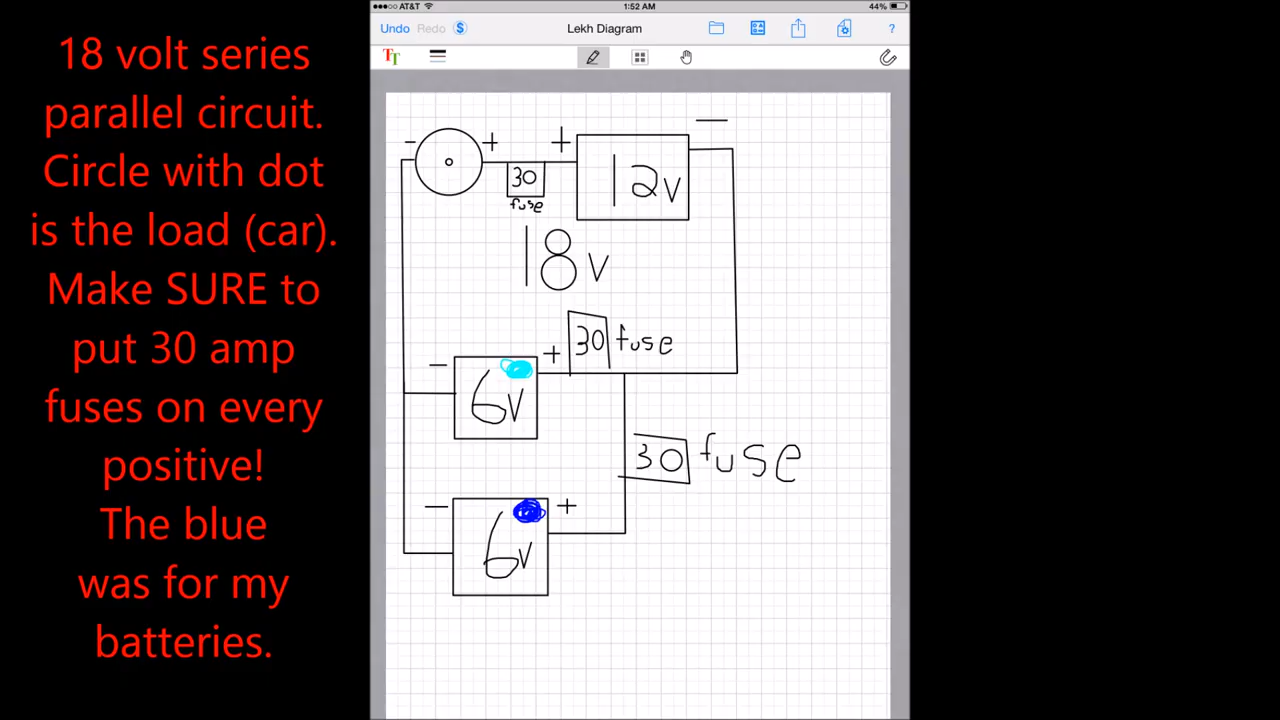 18 volt series
parallel circuit.
Circle with dot
is the load (car).
Make SURE to
put 30 amp
fuses on every
positive!
The blue
was for my
batteries.
AT&T 1:52 AM 44%
Undo Redo $ Lekh Diagram ?
TT
- + + —
30 12v
fuse
18v
— + 30 fuse
6v
30 fuse
— +
6v